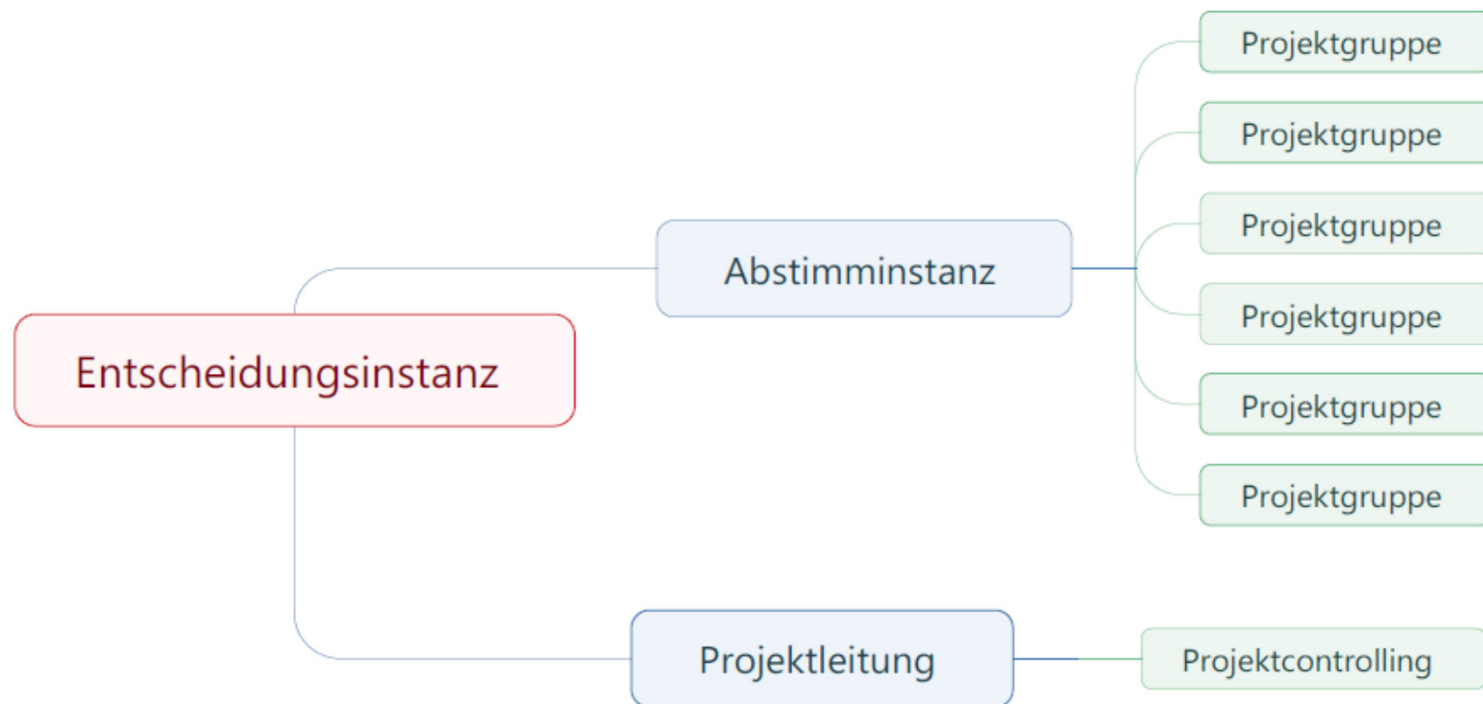 Projektgruppe
Projektgruppe
Projektgruppe
Abstimminstanz
Projektgruppe
Entscheidungsinstanz
Projektgruppe
Projektgruppe
Projektleitung
Projektcontrolling